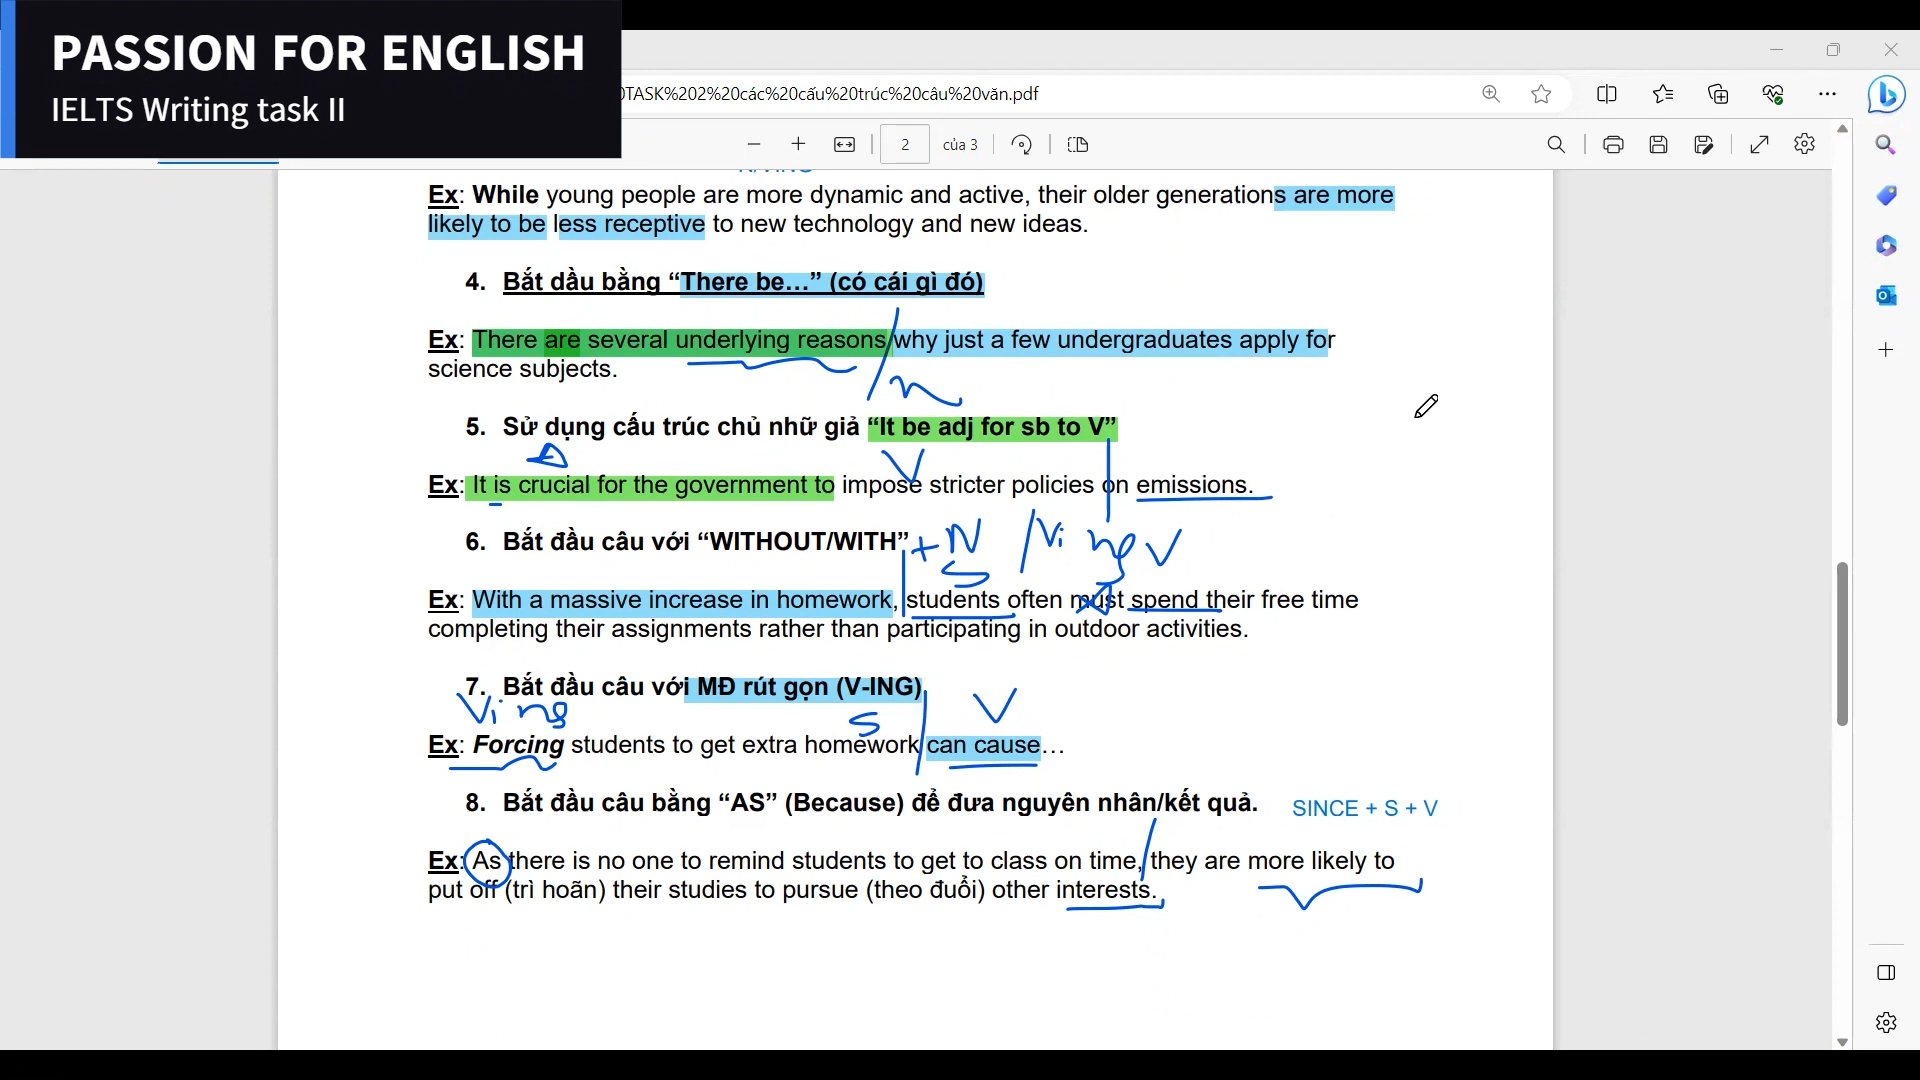 PASSION FOR ENGLISH
IELTS Writing task II
TASK%202%20các%20cấu%20trúc%20câu%20văn.pdf
2 của 3
Ex: While young people are more dynamic and active, their older generations are more
likely to be less receptive to new technology and new ideas.
4. Bắt dầu bằng “There be…” (có cái gì đó)
Ex: There are several underlying reasons why just a few undergraduates apply for
science subjects.
5. Sử dụng cấu trúc chủ nhữ giả “It be adj for sb to V”
V
Ex: It is crucial for the government to impose stricter policies on emissions.
6. Bắt đầu câu với “WITHOUT/WITH” + N / Ving V
S
Ex: With a massive increase in homework, students often must spend their free time
completing their assignments rather than participating in outdoor activities.
7. Bắt đầu câu với MĐ rút gọn (V-ING)
Ving S V
Ex: Forcing students to get extra homework can cause…
8. Bắt đầu câu bằng “AS” (Because) để đưa nguyên nhân/kết quả. SINCE + S + V
Ex: As there is no one to remind students to get to class on time, they are more likely to
put off (trì hoãn) their studies to pursue (theo đuổi) other interests.